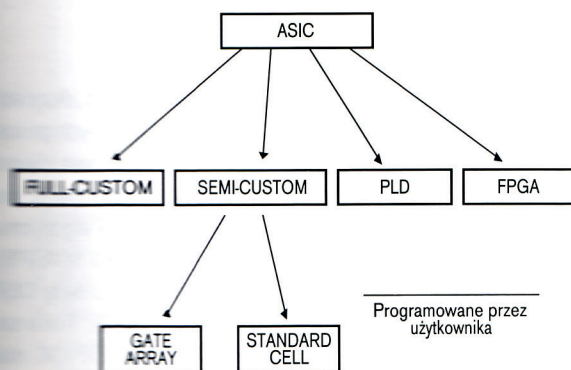 ASIC
FULL-CUSTOM
SEMI-CUSTOM
PLD
FPGA
Programowane przez
użytkownika
GATE
ARRAY
STANDARD
CELL